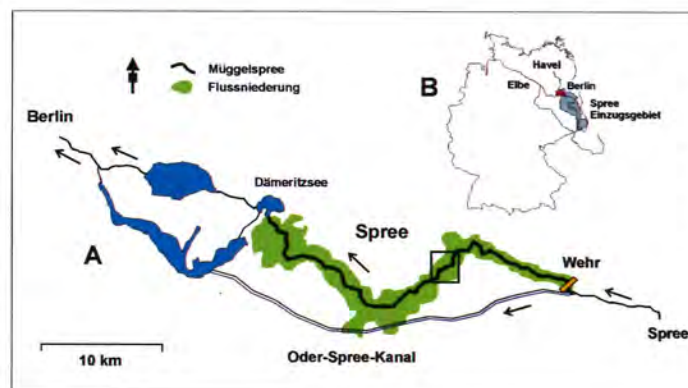 Müggelspree
Flussniederung
Havel
Berlin
Elbe
B
Spree
Einzugsgebiet
Berlin
Dämeritzsee
A
Spree
Wehr
Spree
10 km
Oder-Spree-Kanal